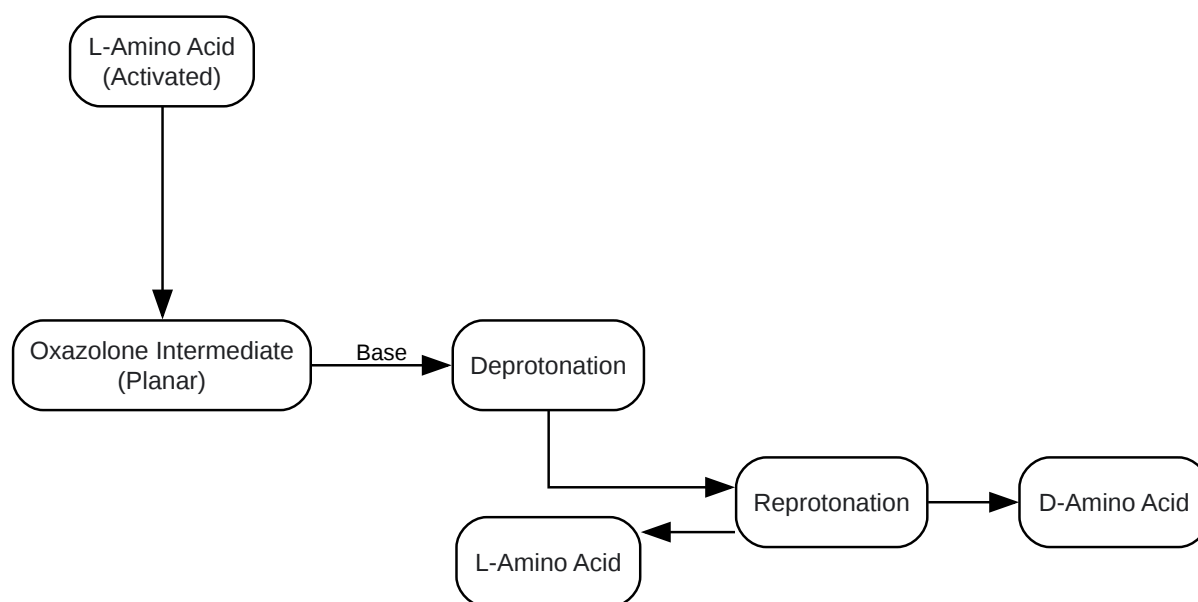 L-Amino Acid
(Activated)
Oxazolone Intermediate
(Planar)
Base
Deprotonation
Reprotonation
D-Amino Acid
L-Amino Acid